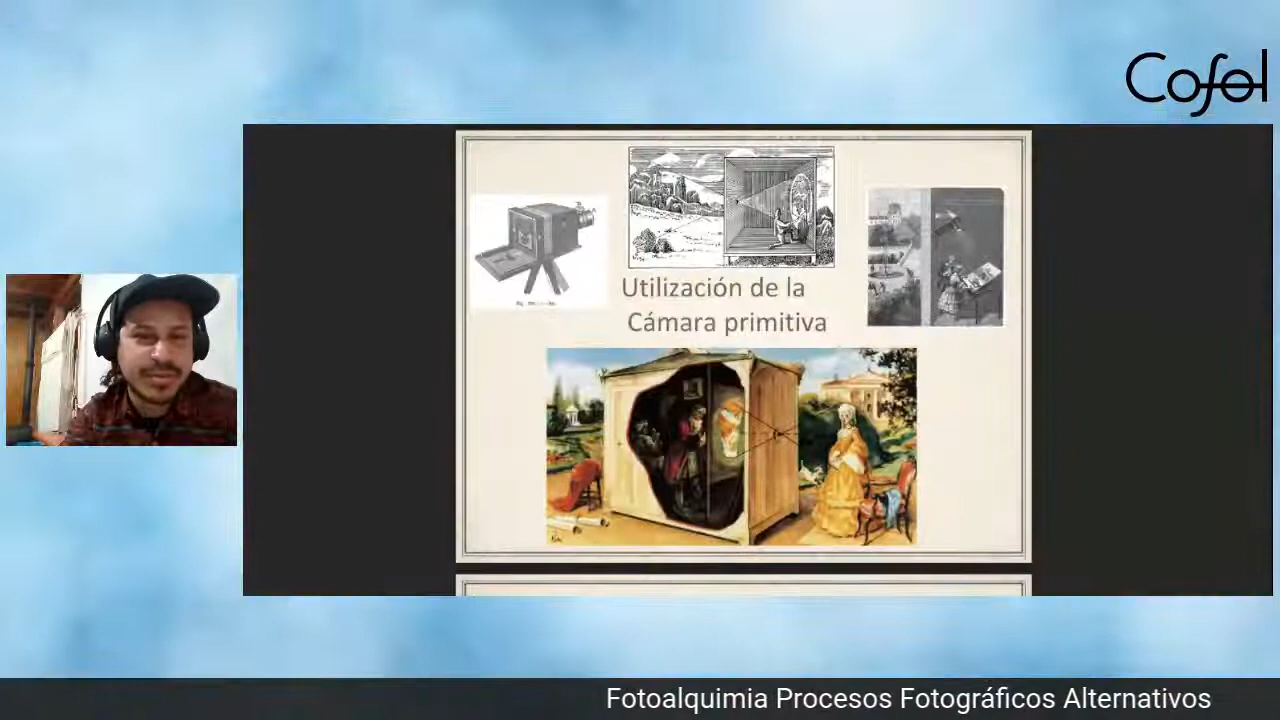 Cofol
Utilización de la
Cámara primitiva
Fotoalquimia Procesos Fotográficos Alternativos